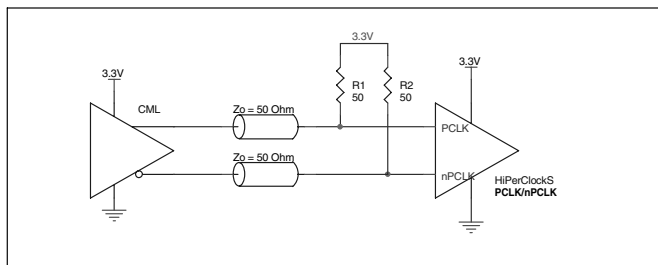 3.3V
3.3V
R1
50
R2
50
3.3V
CML
Zo = 50 Ohm
PCLK
Zo = 50 Ohm
nPCLK
HiPerClockS
PCLK/nPCLK